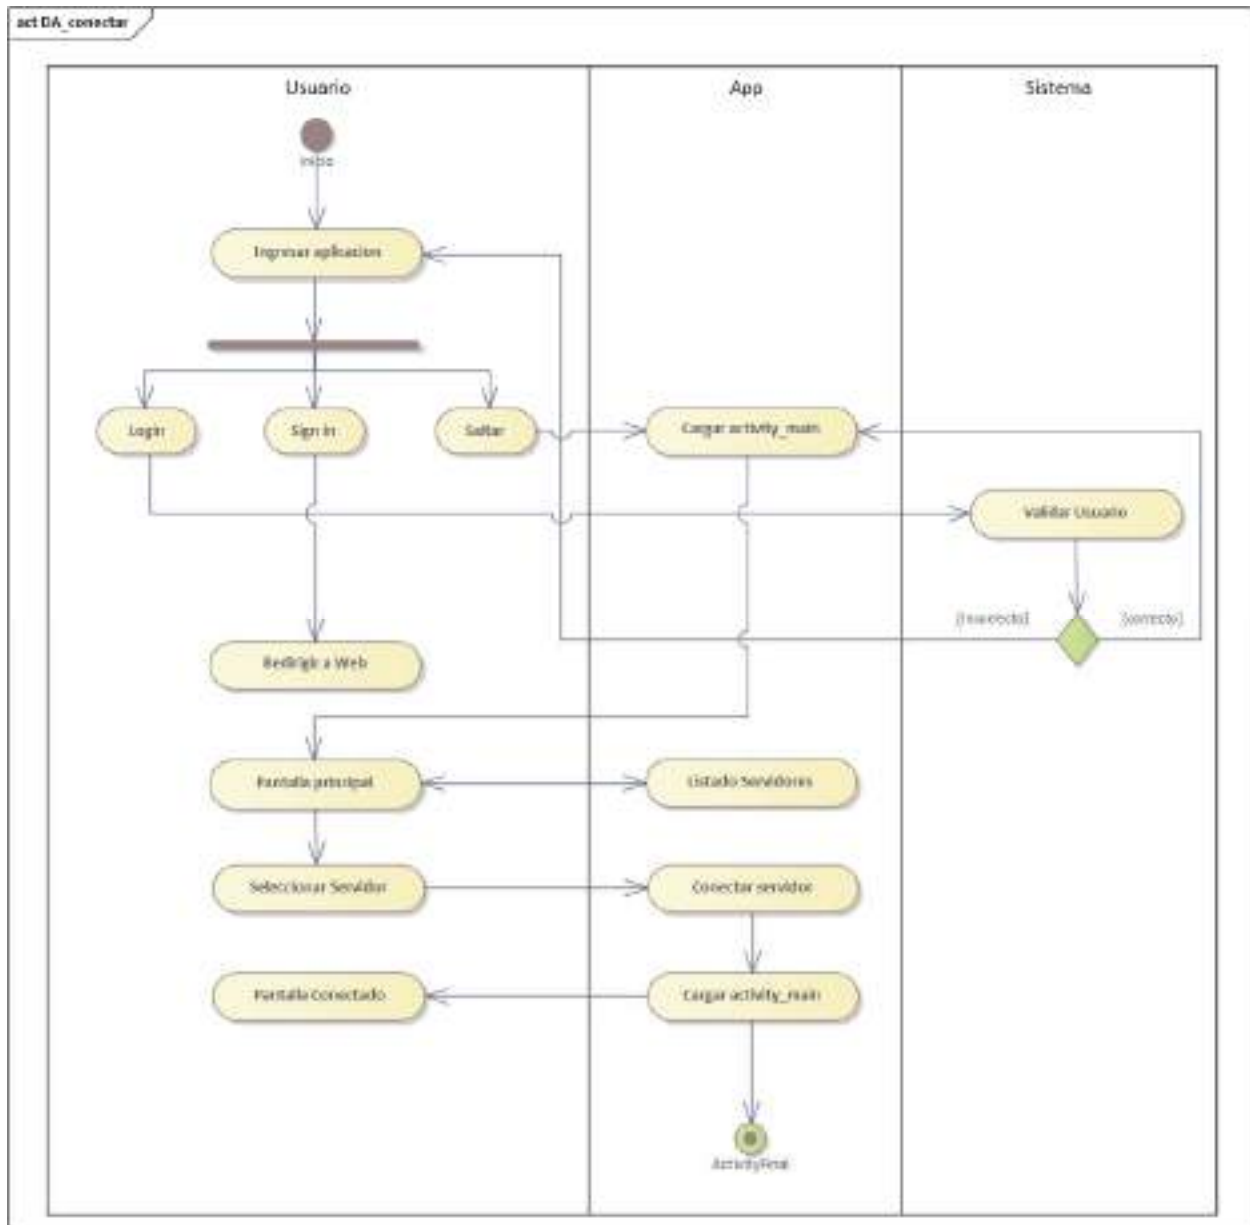 act DA_conectar
Usuario
App
Sistema
Inicio
Ingresar aplicacion
Login
Sign in
Saltar
Cargar activity_main
Validar Usuario
[Incorrecto]
[correcto]
Redirigir a Web
Pantalla principal
Listado Servidores
Seleccionar Servidor
Conectar servidor
Pantalla Conectado
Cargar activity_main
ActivityFinal